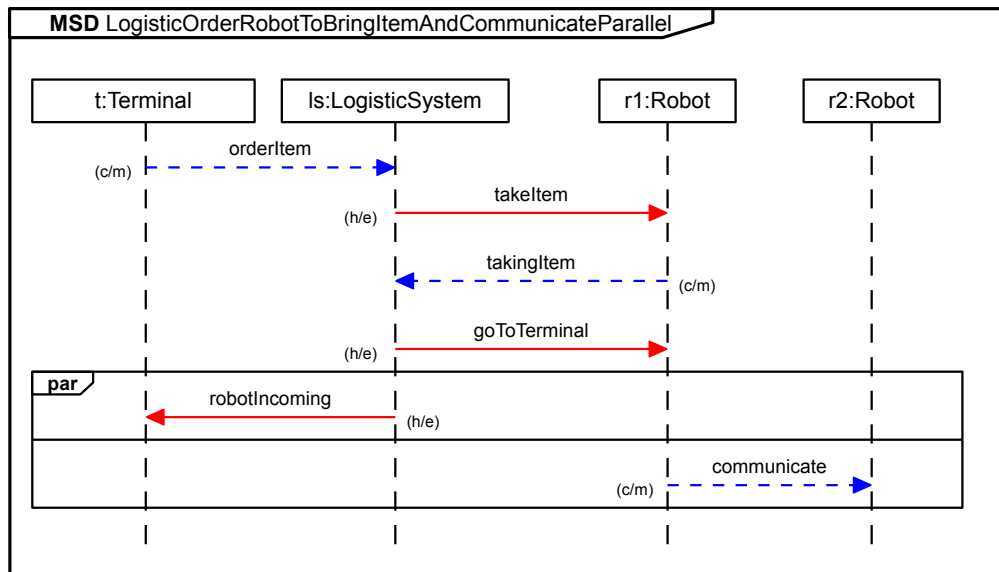 MSD LogisticOrderRobotToBringItemAndCommunicateParallel
t:Terminal
ls:LogisticSystem
r1:Robot
r2:Robot
orderItem
(c/m)
takeItem
(h/e)
takingItem
(c/m)
goToTerminal
(h/e)
par
robotIncoming
(h/e)
communicate
(c/m)